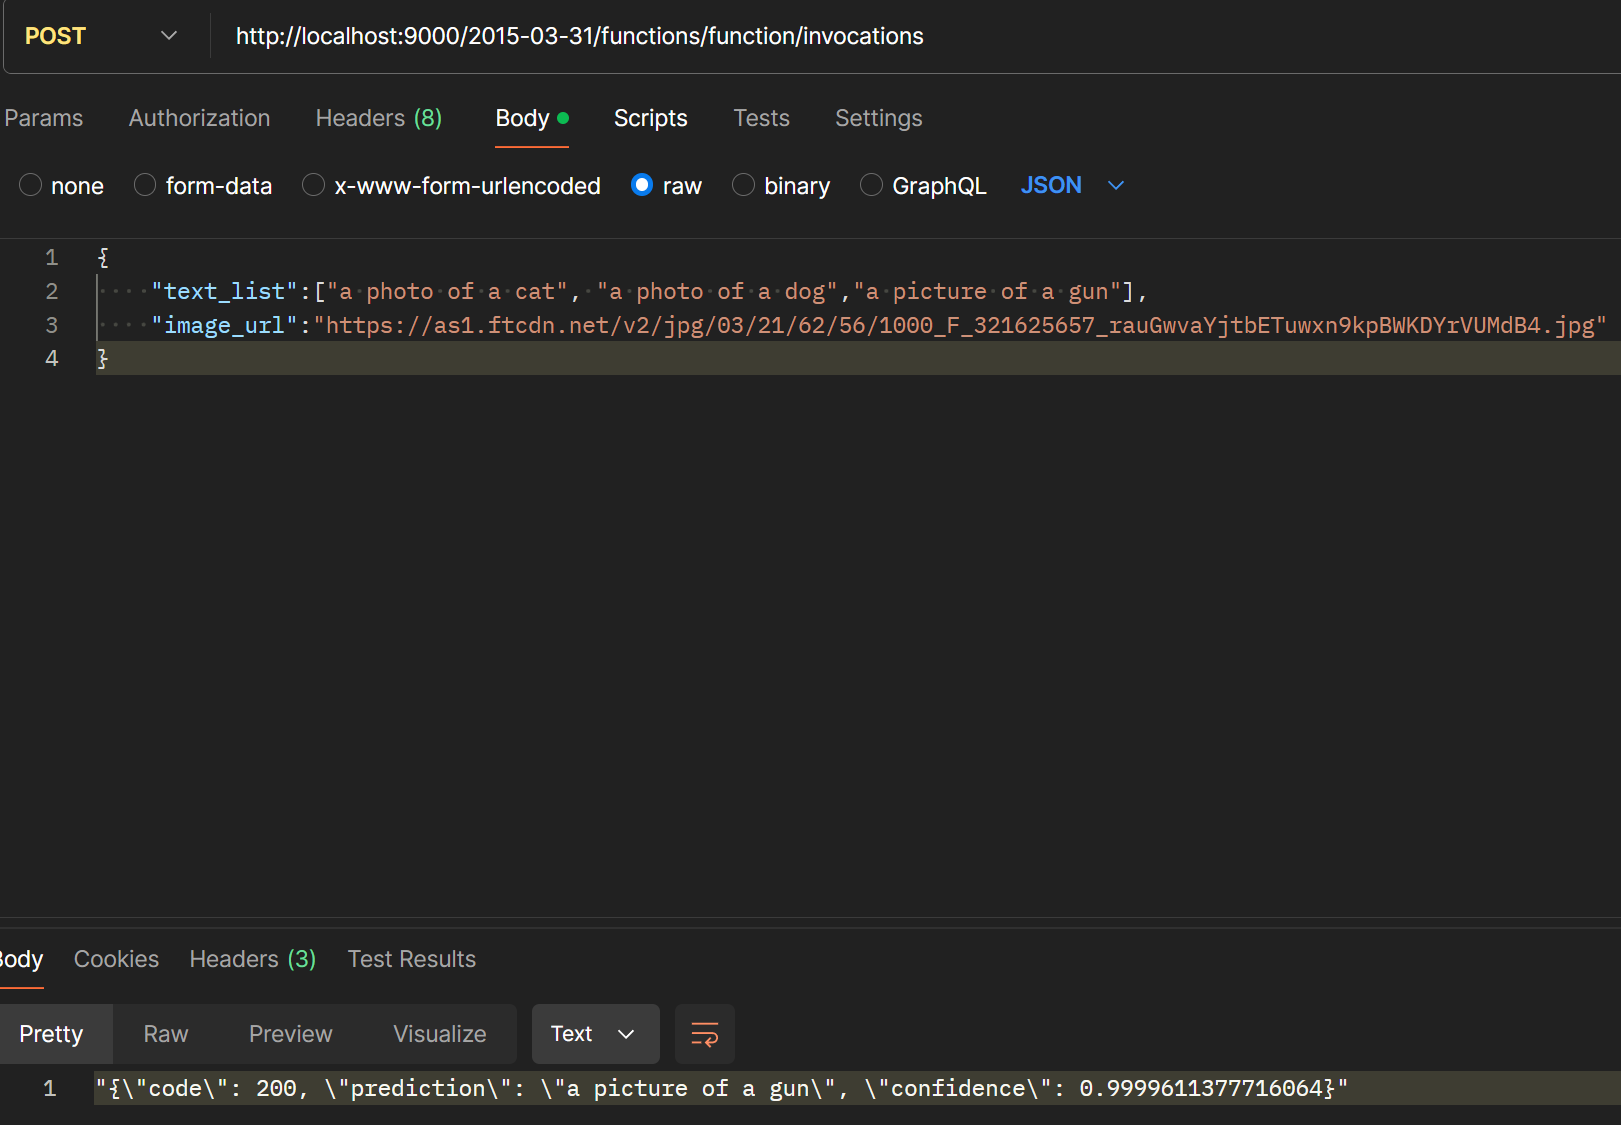 POST http://localhost:9000/2015-03-31/functions/function/invocations
Params Authorization Headers (8) Body Scripts Tests Settings
none form-data x-www-form-urlencoded raw binary GraphQL JSON
1 {
2 "text_list":["a photo of a cat", "a photo of a dog","a picture of a gun"],
3 "image_url":"https://as1.ftcdn.net/v2/jpg/03/21/62/56/1000_F_321625657_rauGwvaYjtbETuwxn9kpBWKDYrVUMdB4.jpg"
4 }
Body Cookies Headers (3) Test Results
Pretty Raw Preview Visualize Text
1 "{\"code\": 200, \"prediction\": \"a picture of a gun\", \"confidence\": 0.9999611377716064}"